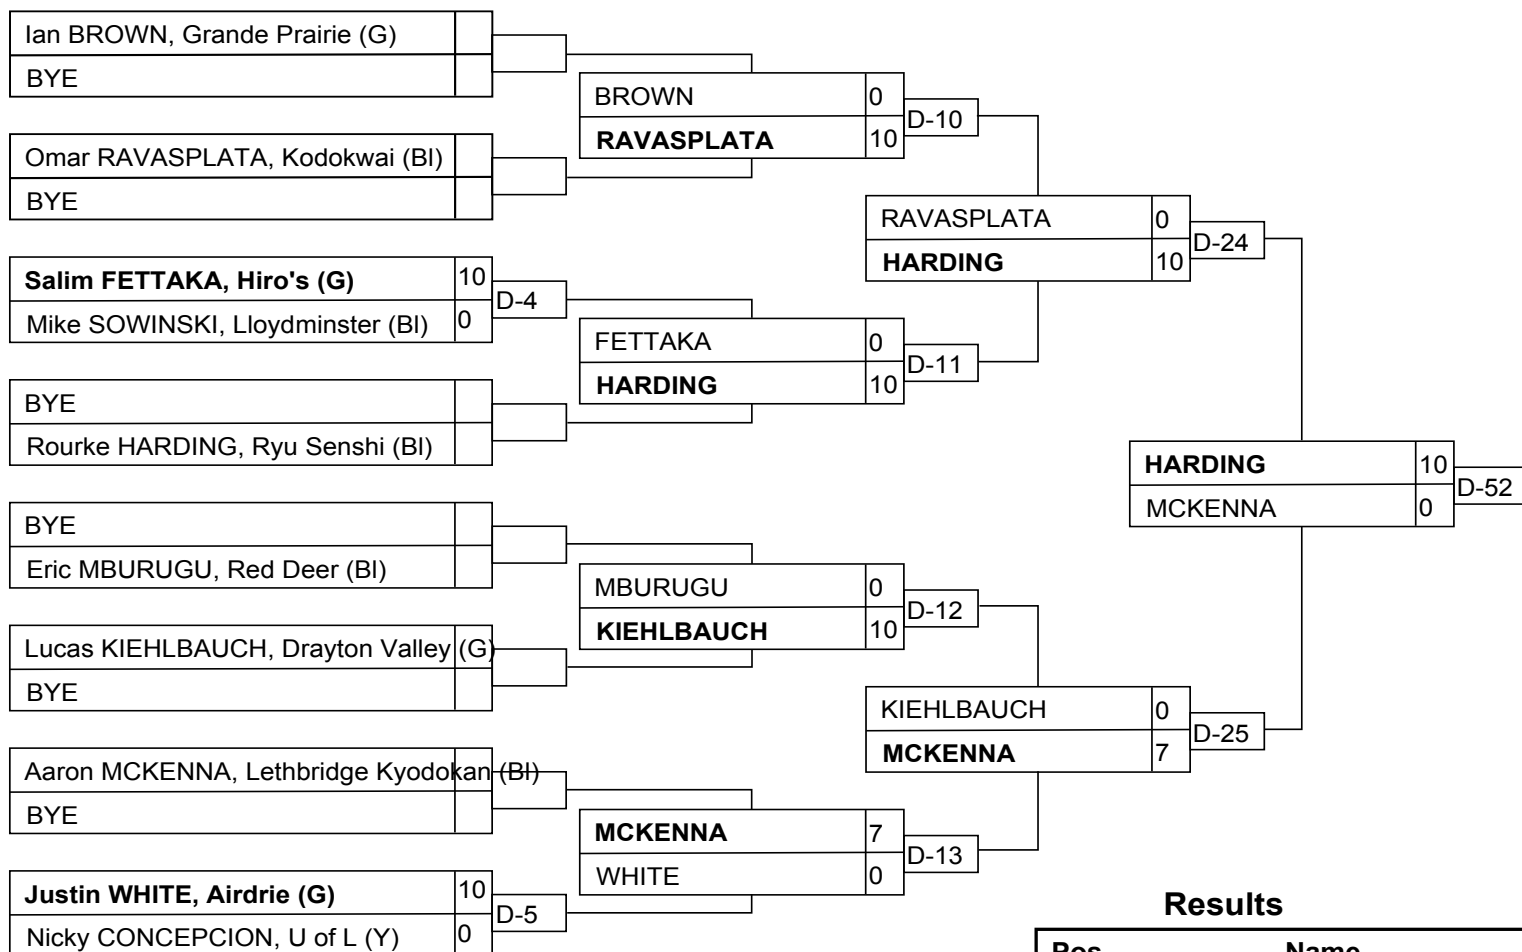 Ian BROWN, Grande Prairie (G)
BYE
Omar RAVASPLATA, Kodokwai (Bl)
BYE
Salim FETTAKA, Hiro's (G) 10
Mike SOWINSKI, Lloydminster (Bl) 0
D-4
BYE
Rourke HARDING, Ryu Senshi (Bl)
BYE
Eric MBURUGU, Red Deer (Bl)
Lucas KIEHLBAUCH, Drayton Valley (G)
BYE
Aaron MCKENNA, Lethbridge Kyodokan (Bl)
BYE
Justin WHITE, Airdrie (G) 10
Nicky CONCEPCION, U of L (Y) 0
D-5
BROWN 0
RAVASPLATA 10
D-10
FETTAKA 0
HARDING 10
D-11
MBURUGU 0
KIEHLBAUCH 10
D-12
MCKENNA 7
WHITE 0
D-13
RAVASPLATA 0
HARDING 10
D-24
KIEHLBAUCH 0
MCKENNA 7
D-25
HARDING 10
MCKENNA 0
D-52
Results
Pos Name